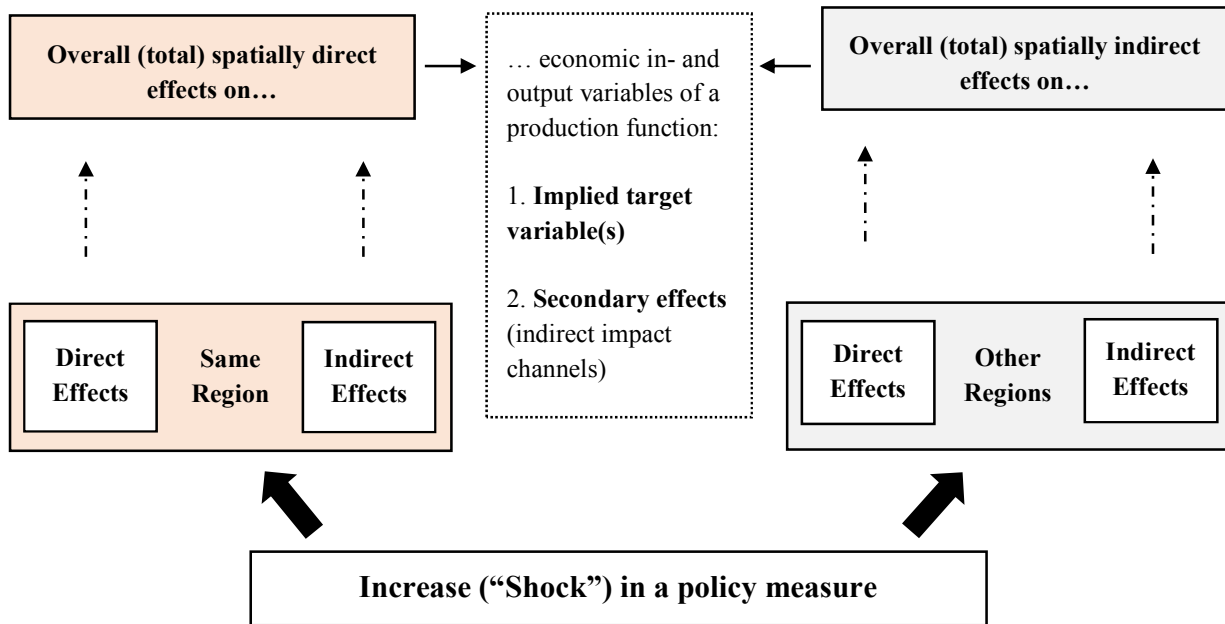 Overall (total) spatially direct
effects on…
… economic in- and
output variables of a
production function:
1. Implied target
variable(s)
2. Secondary effects
(indirect impact
channels)
Overall (total) spatially indirect
effects on…
Direct
Effects
Same
Region
Indirect
Effects
Direct
Effects
Other
Regions
Indirect
Effects
Increase (“Shock”) in a policy measure